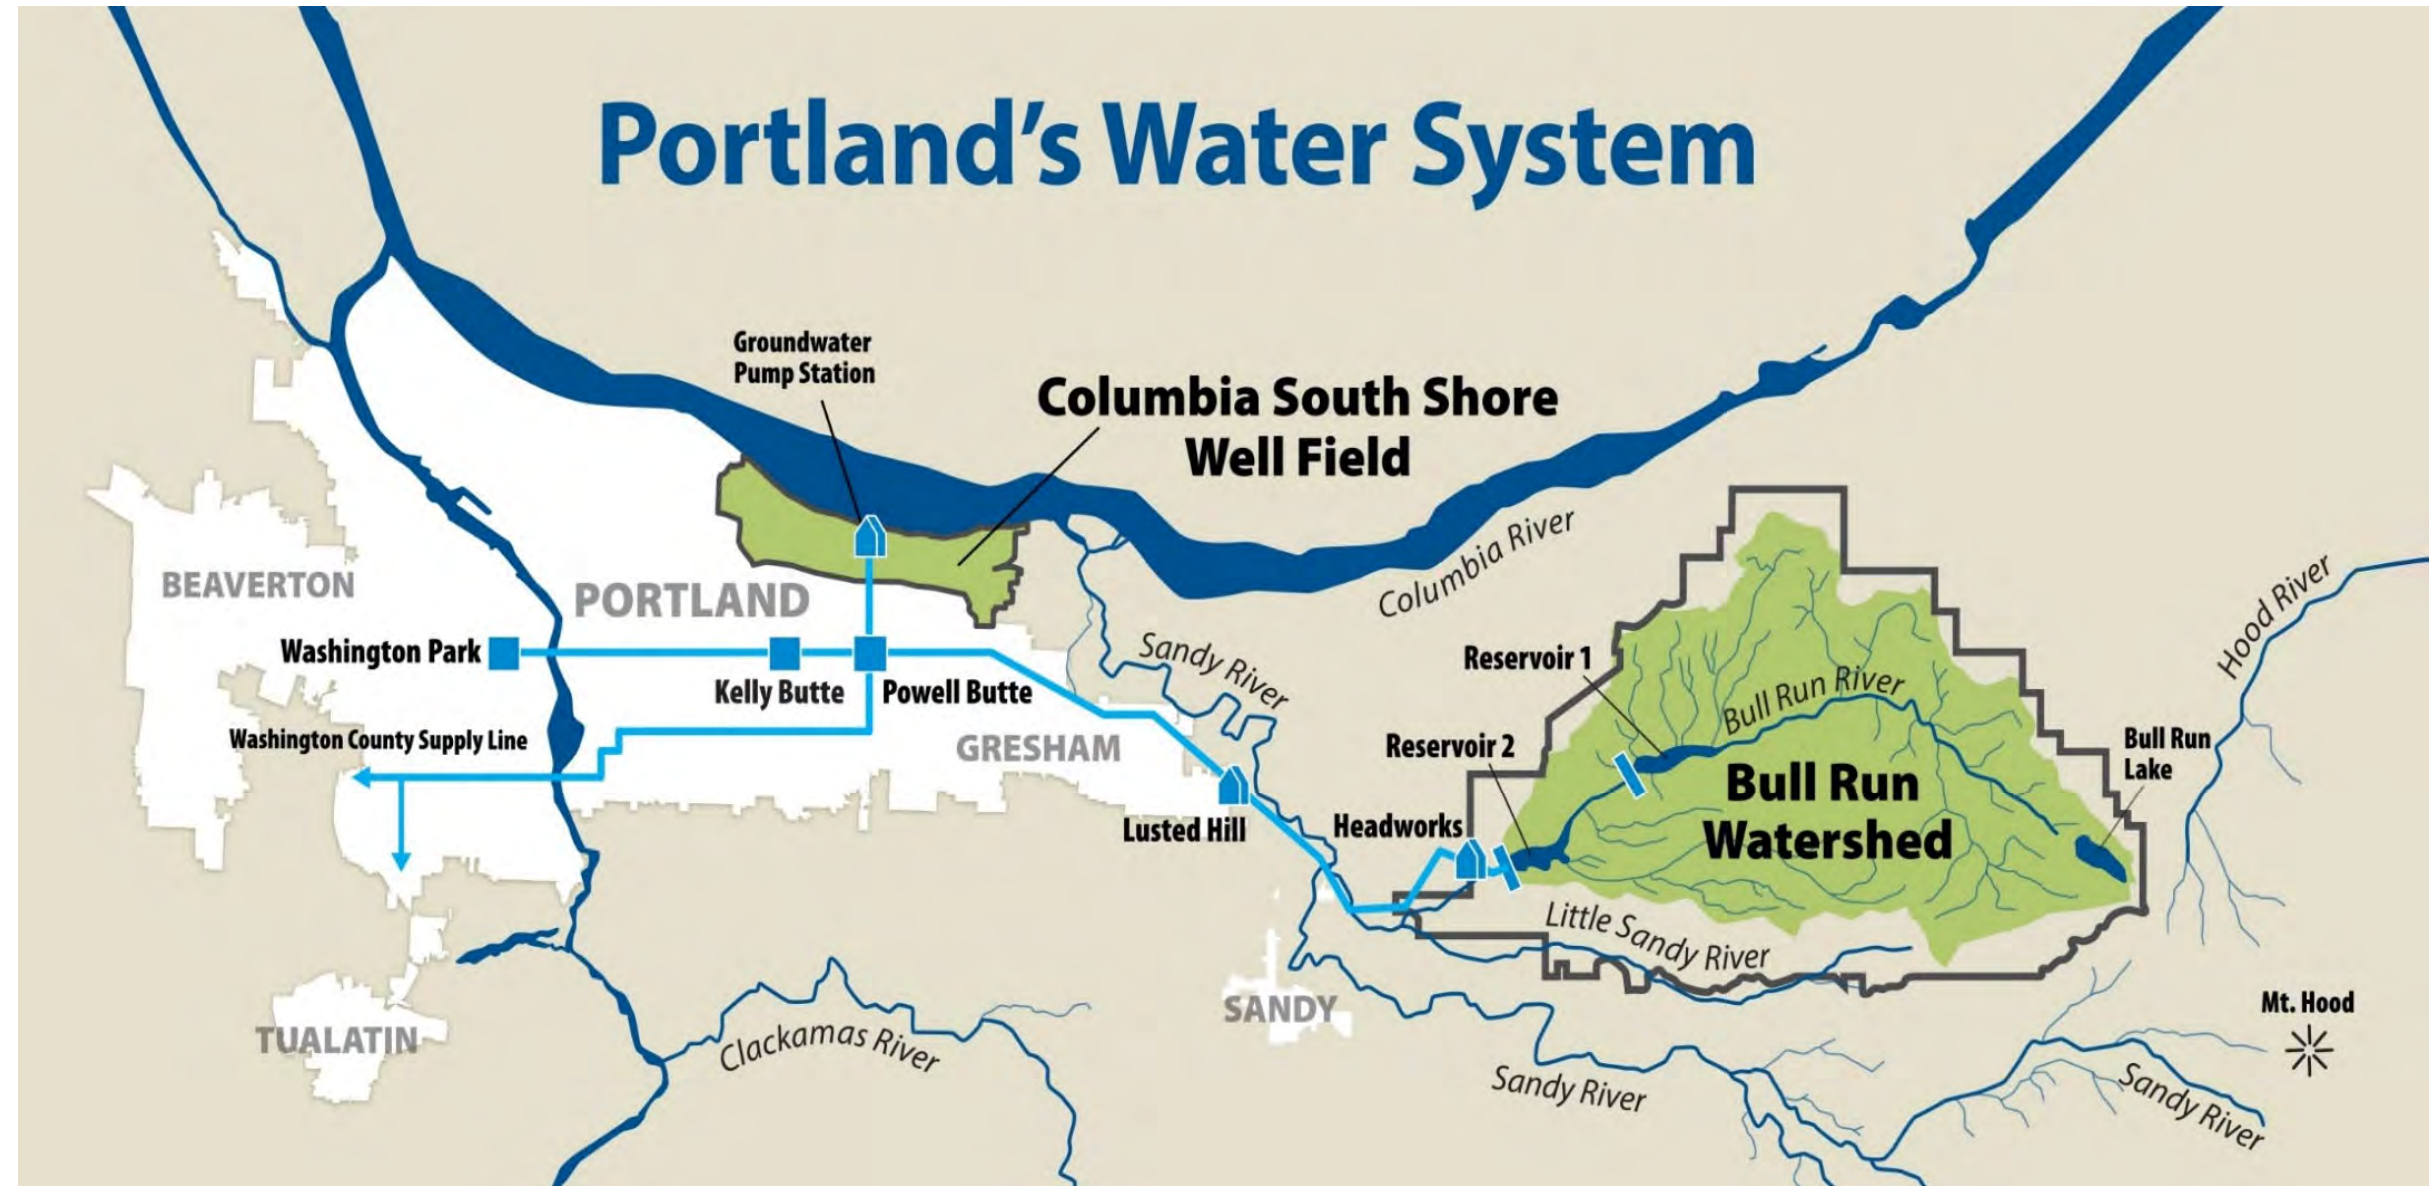 Portland's Water System
Groundwater
Pump Station
Columbia South Shore
Well Field
Columbia River
BEAVERTON
PORTLAND
Hood River
Washington Park
Sandy River
Reservoir 1
Kelly Butte
Powell Butte
Bull Run River
Washington County Supply Line
GRESHAM
Reservoir 2
Bull Run
Lake
Bull Run
Watershed
Lusted Hill
Headworks
Little Sandy River
SANDY
Mt. Hood
TUALATIN
Clackamas River
Sandy River
Sandy River